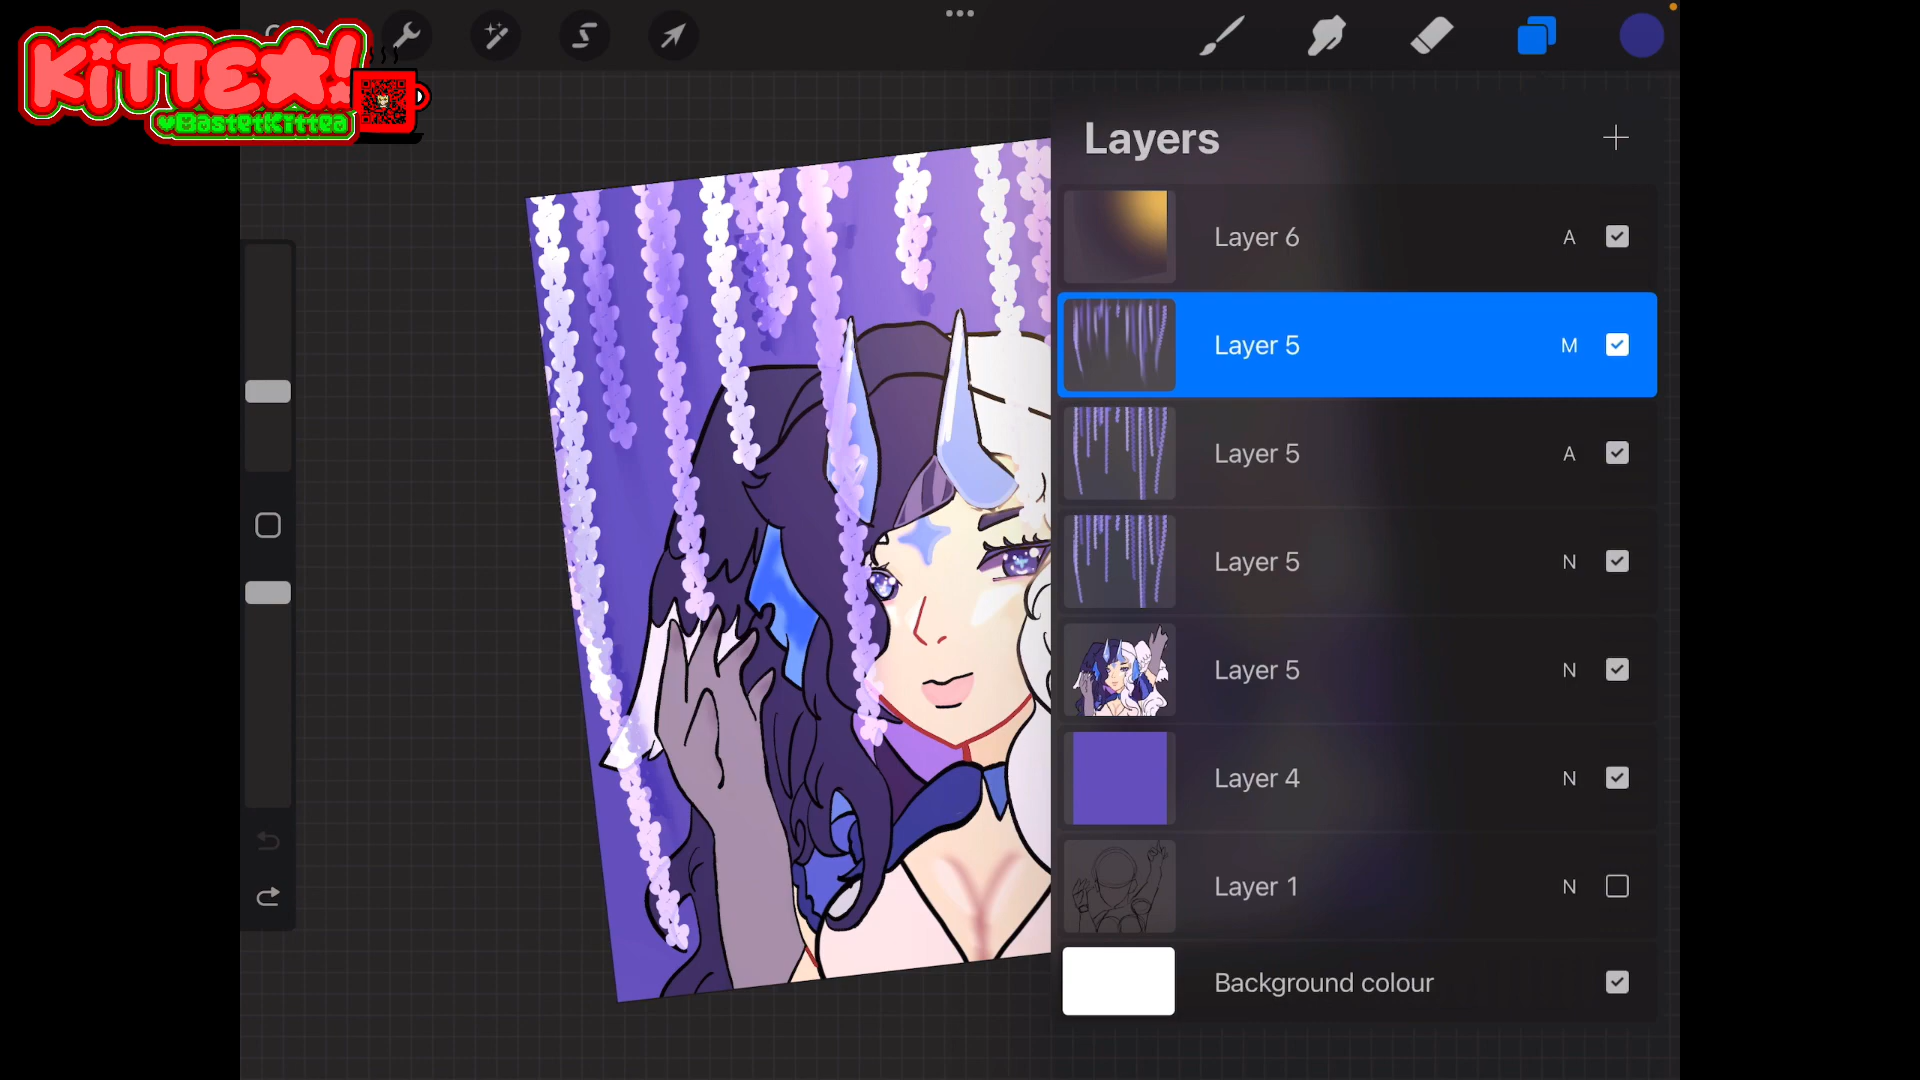 KiTTEA!
♥BastetKittea
Layers
Layer 6 A
Layer 5 M
Layer 5 A
Layer 5 N
Layer 5 N
Layer 4 N
Layer 1 N
Background colour